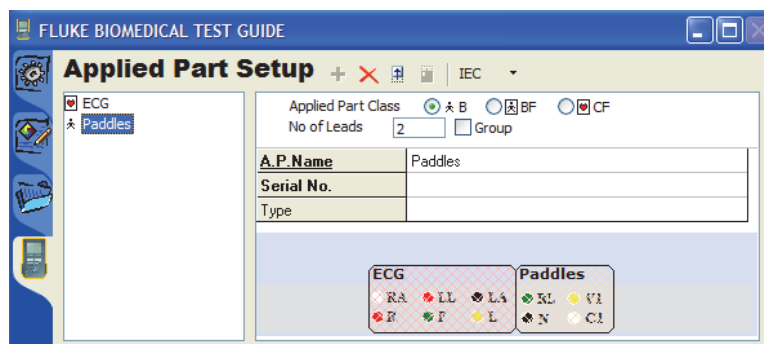 FLUKE BIOMEDICAL TEST GUIDE
Applied Part Setup IEC
ECG
Paddles
Applied Part Class B BF CF
No of Leads 2 Group
A.P.Name Paddles
Serial No.
Type
ECG Paddles
RA LL LA RL V1
R F L N C1